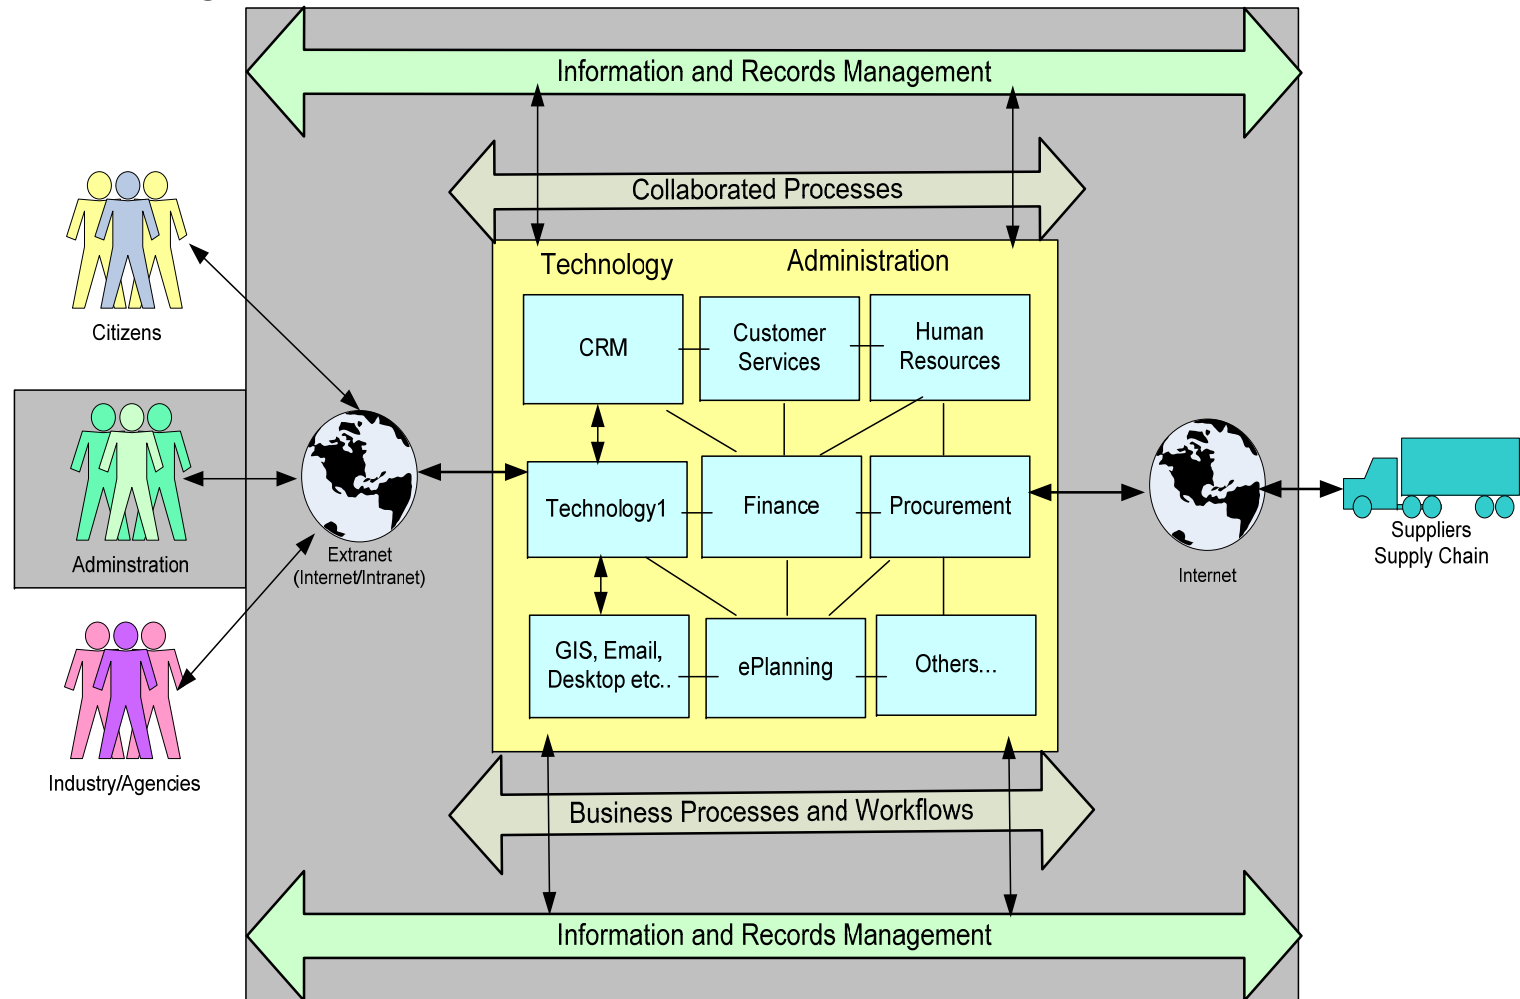 Information and Records Management
Collaborated Processes
Technology
Administration
CRM
Customer
Services
Human
Resources
Citizens
Technology1
Finance
Procurement
Adminstration
Extranet
(Internet/Intranet)
Internet
Suppliers
Supply Chain
GIS, Email,
Desktop etc..
ePlanning
Others...
Industry/Agencies
Business Processes and Workflows
Information and Records Management